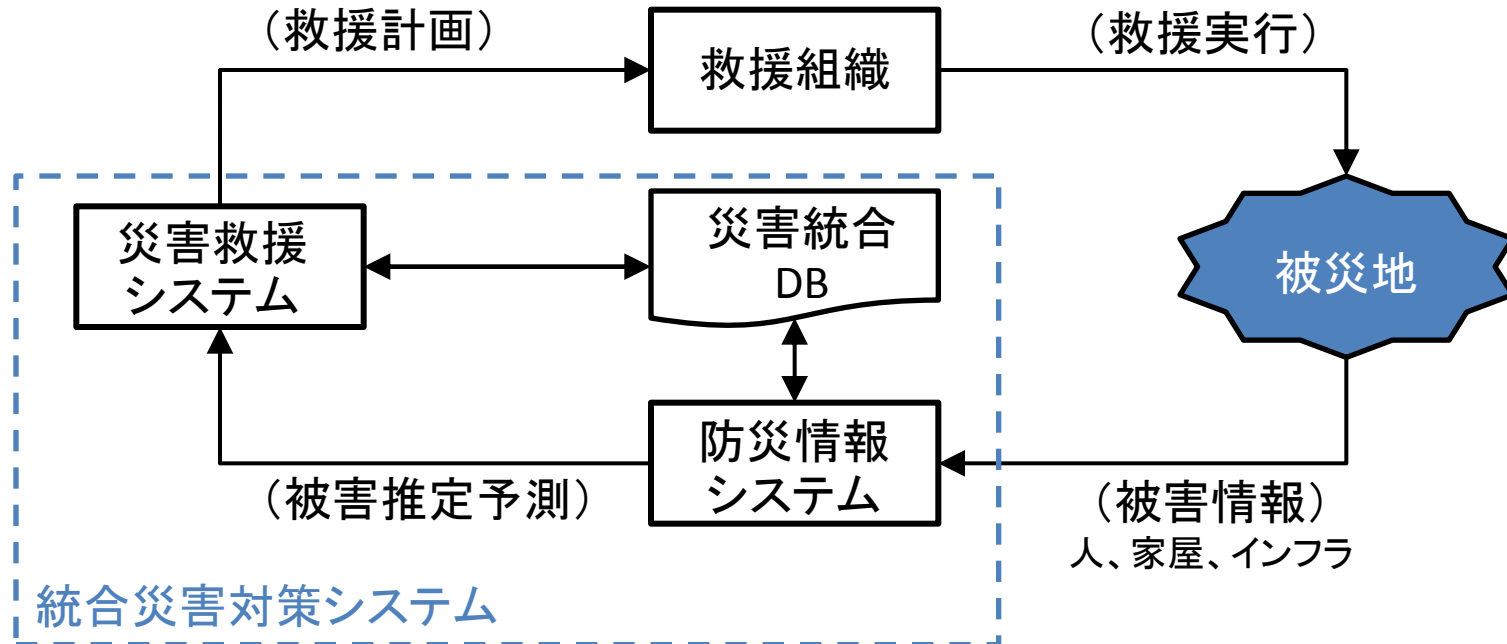 （救援計画）
救援組織
（救援実行）
災害救援
システム
災害統合
DB
被災地
防災情報
システム
（被害推定予測）
（被害情報）
人、家屋、インフラ
統合災害対策システム